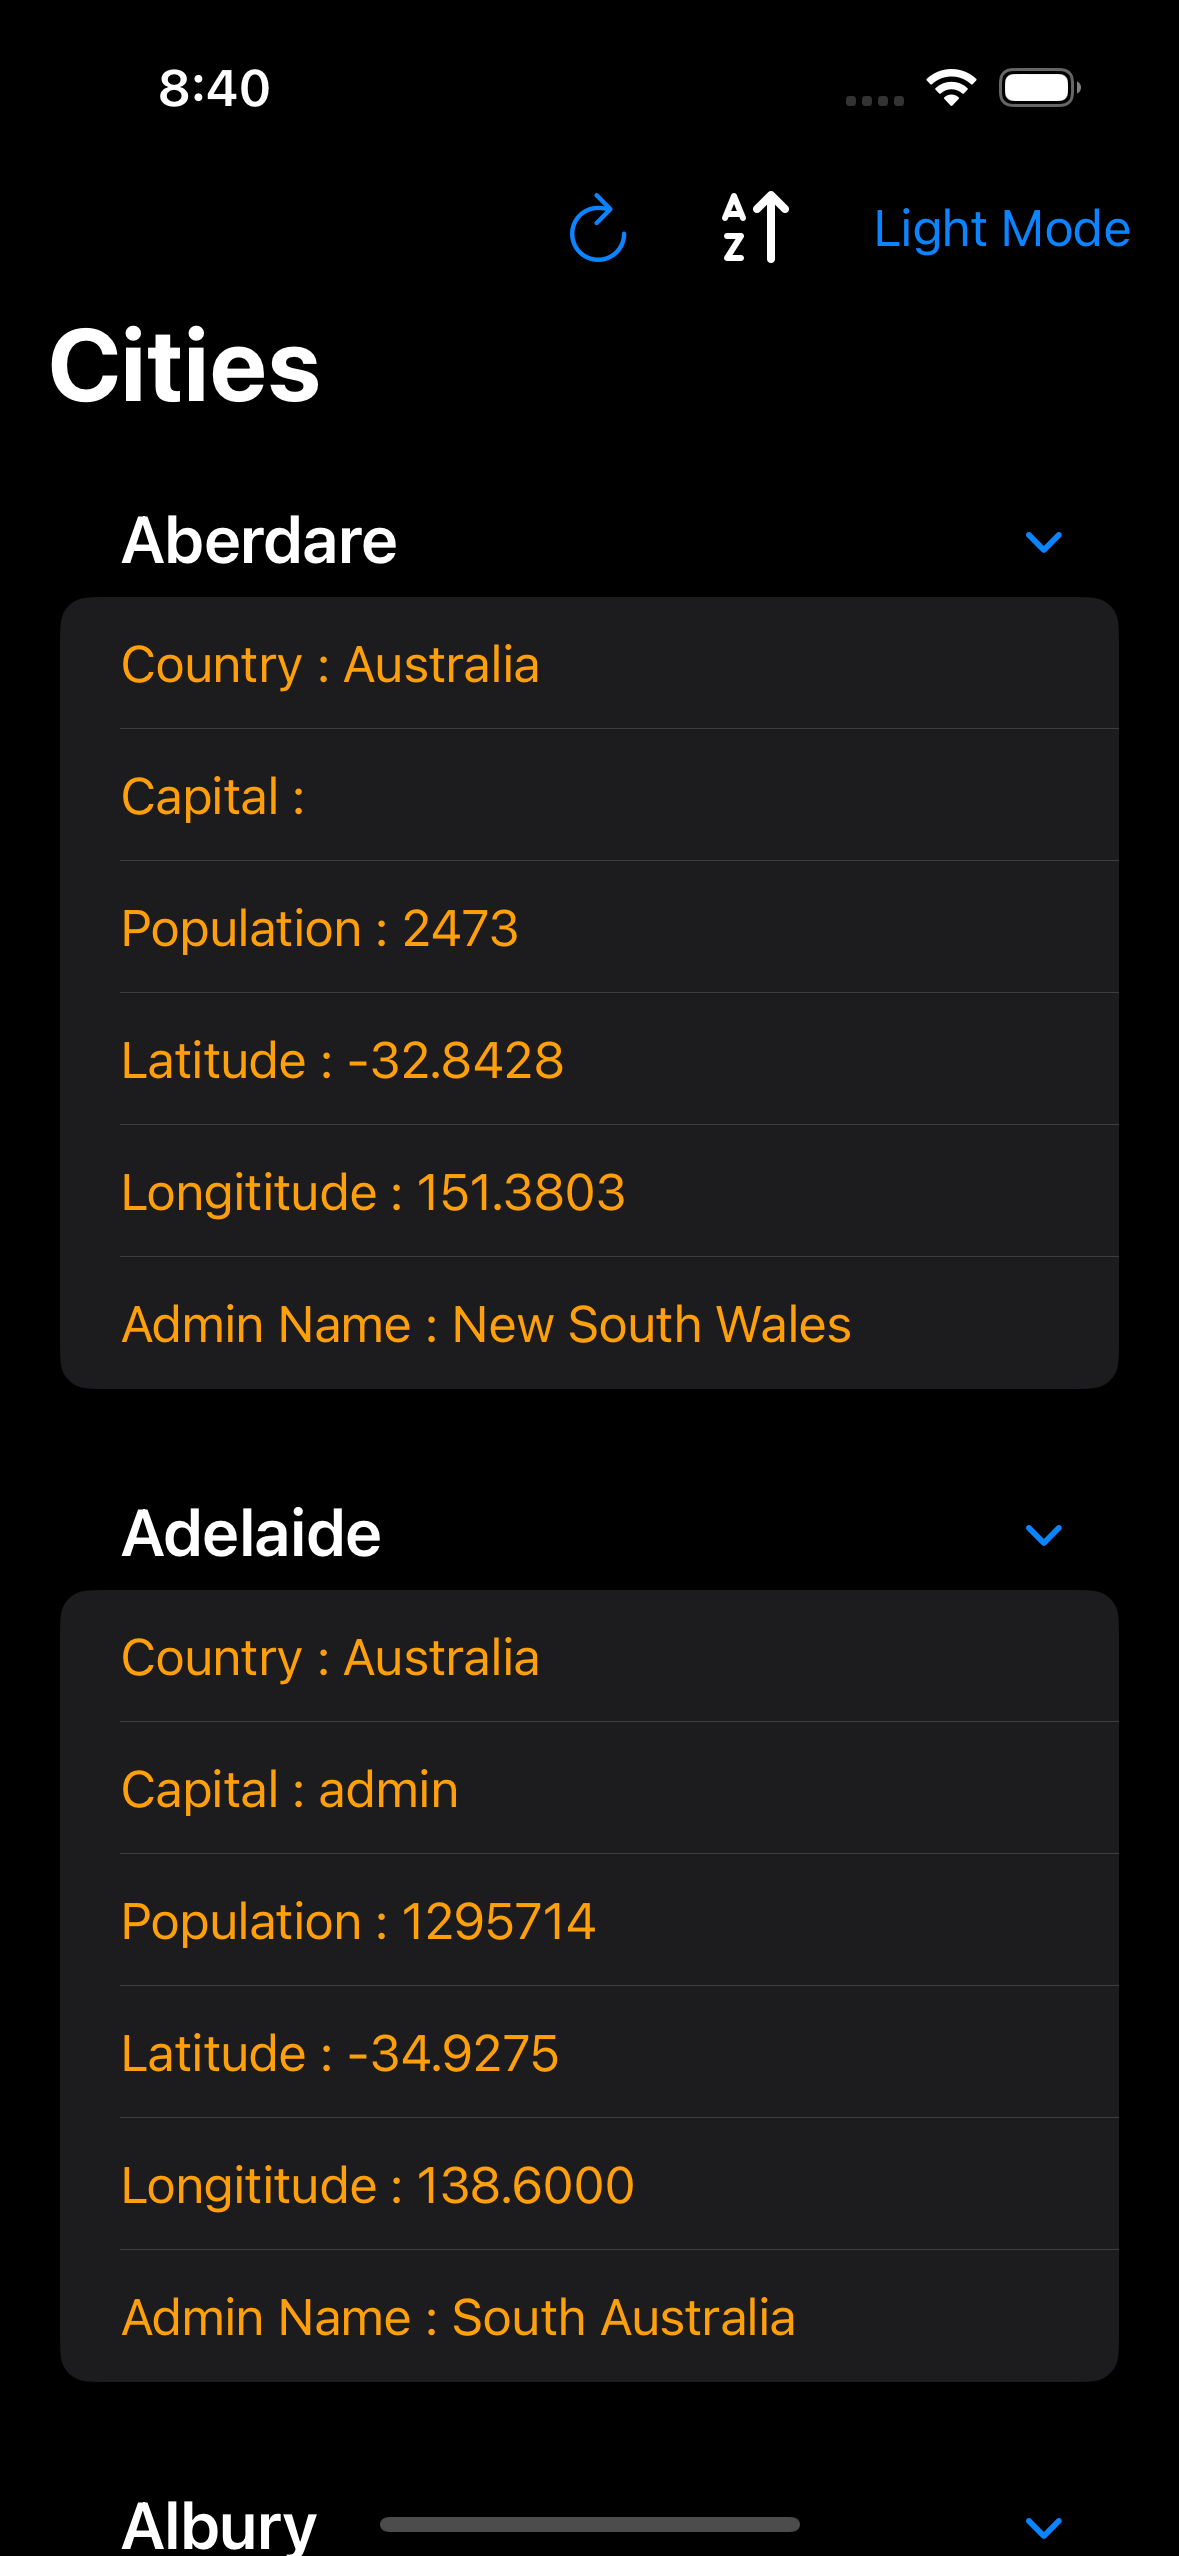 8:40
A
Z
Light Mode
Cities
Aberdare
Country : Australia
Capital :
Population : 2473
Latitude : -32.8428
Longititude : 151.3803
Admin Name : New South Wales
Adelaide
Country : Australia
Capital : admin
Population : 1295714
Latitude : -34.9275
Longititude : 138.6000
Admin Name : South Australia
Albury